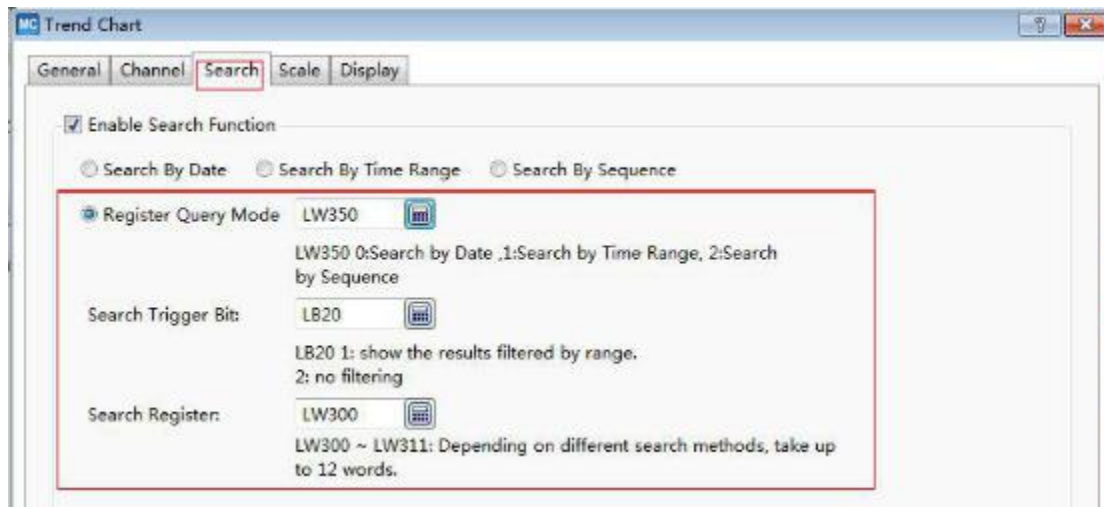 MC Trend Chart
General Channel Search Scale Display
Enable Search Function
Search By Date Search By Time Range Search By Sequence
Register Query Mode LW350
LW350 0:Search by Date ,1:Search by Time Range, 2:Search
by Sequence
Search Trigger Bit: LB20
LB20 1: show the results filtered by range.
2: no filtering
Search Register: LW300
LW300 ~ LW311: Depending on different search methods, take up
to 12 words.